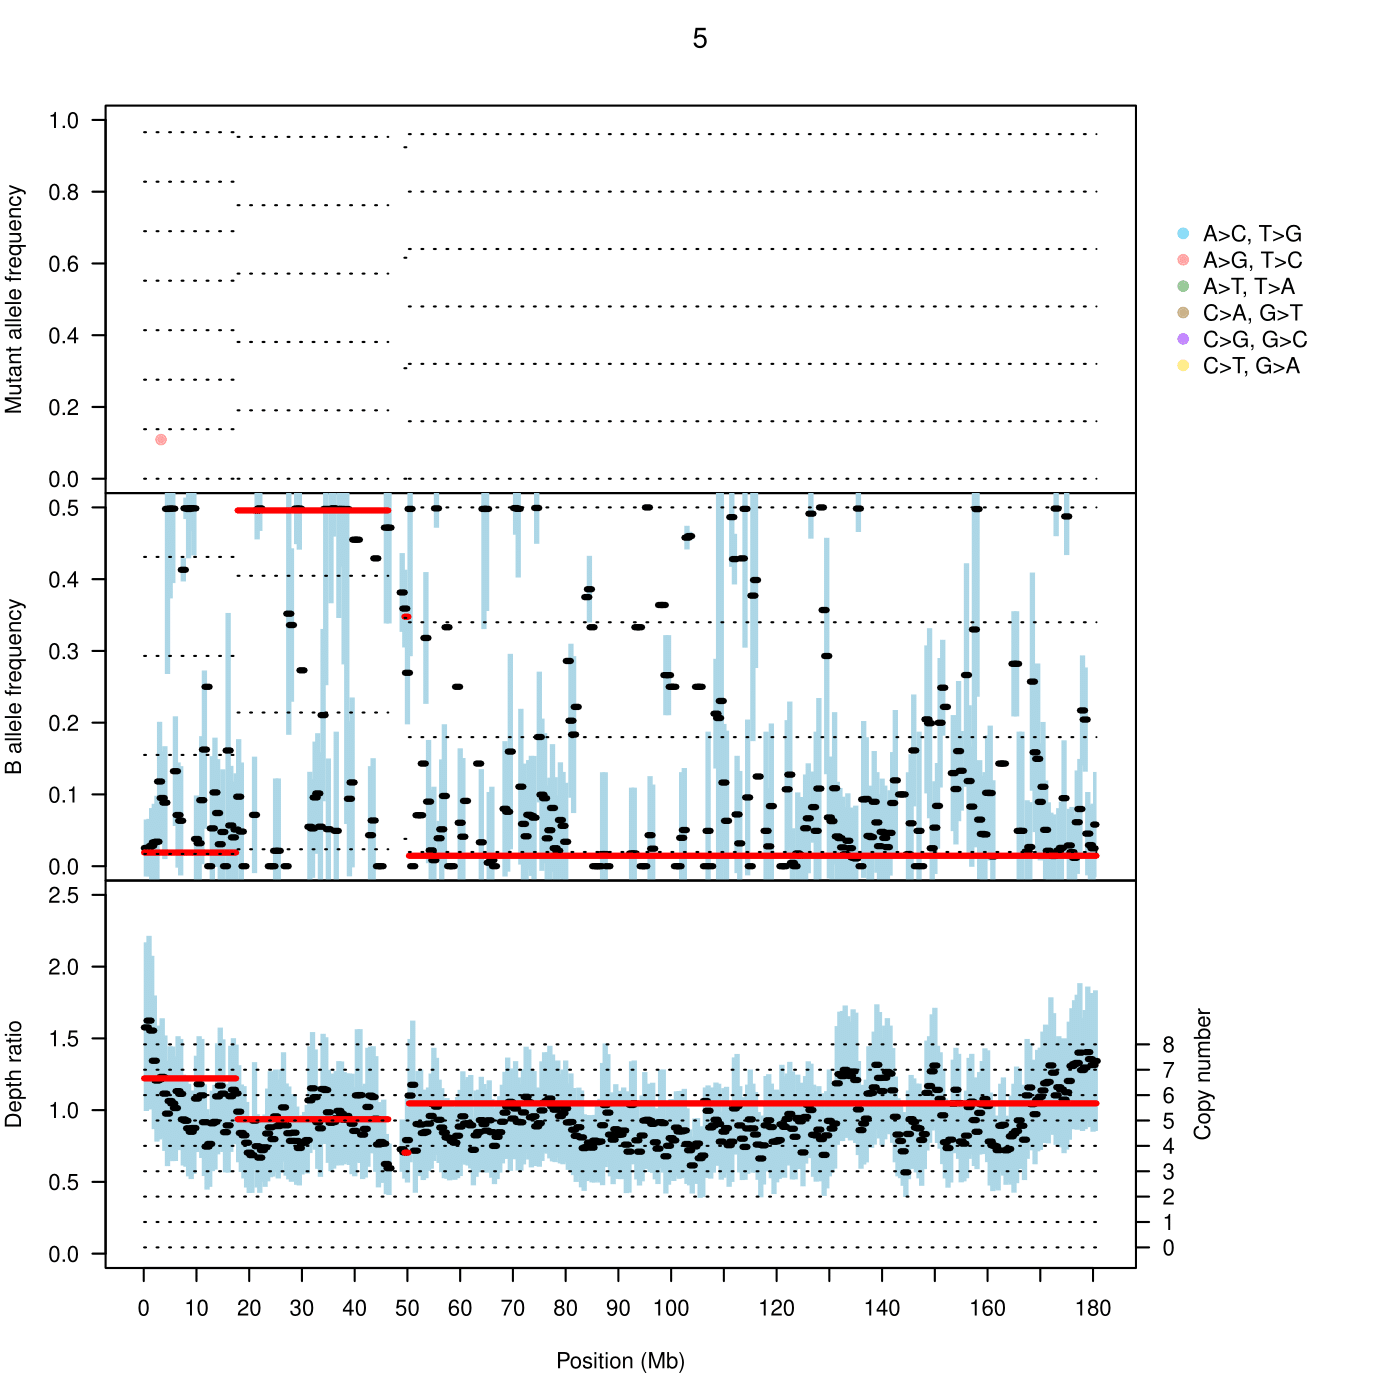 5
Mutant allele frequency
1.0
0.8
0.6
0.4
0.2
0.0
A>C, T>G
A>G, T>C
A>T, T>A
C>A, G>T
C>G, G>C
C>T, G>A
B allele frequency
0.5
0.4
0.3
0.2
0.1
0.0
Depth ratio
2.5
2.0
1.5
1.0
0.5
0.0
8
7
6
5
4
3
2
1
0
Copy number
0 10 20 30 40 50 60 70 80 90 100 120 140 160 180
Position (Mb)